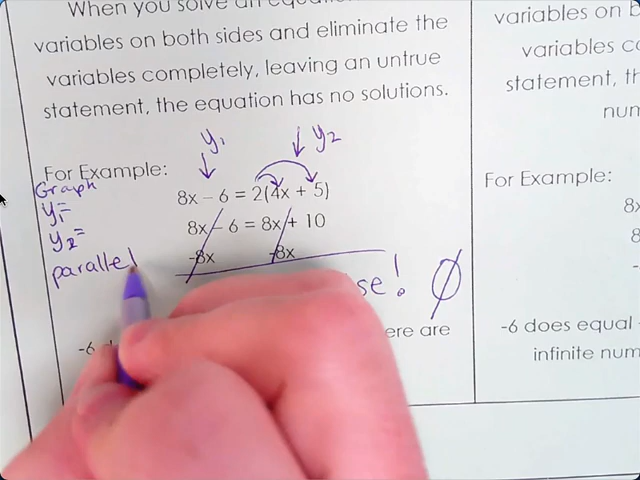 When you solve an
variables on both sides and eliminate the
variables completely, leaving an untrue
statement, the equation has no solutions.
For Example:
y₁
y₂
Graph
y₁=
y₂=
parallel
8x – 6 = 2(4x + 5)
8x – 6 = 8x + 10
-8x -8x
se! ∅
-6
ere are
variables on b
variables co
statement, th
num
For Example:
8x
8
-6 does equal -
infinite num